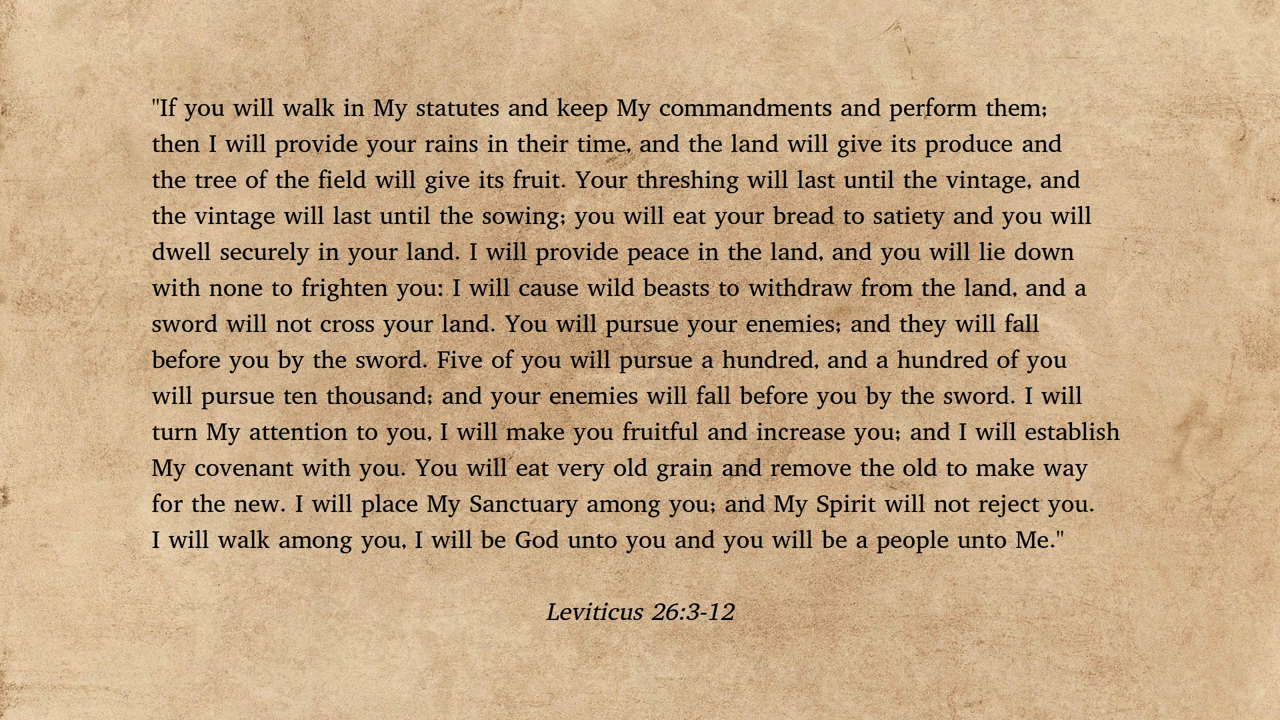 "If you will walk in My statutes and keep My commandments and perform them;
then I will provide your rains in their time, and the land will give its produce and
the tree of the field will give its fruit. Your threshing will last until the vintage, and
the vintage will last until the sowing; you will eat your bread to satiety and you will
dwell securely in your land. I will provide peace in the land, and you will lie down
with none to frighten you: I will cause wild beasts to withdraw from the land, and a
sword will not cross your land. You will pursue your enemies; and they will fall
before you by the sword. Five of you will pursue a hundred, and a hundred of you
will pursue ten thousand; and your enemies will fall before you by the sword. I will
turn My attention to you, I will make you fruitful and increase you; and I will establish
My covenant with you. You will eat very old grain and remove the old to make way
for the new. I will place My Sanctuary among you; and My Spirit will not reject you.
I will walk among you, I will be God unto you and you will be a people unto Me."
Leviticus 26:3-12